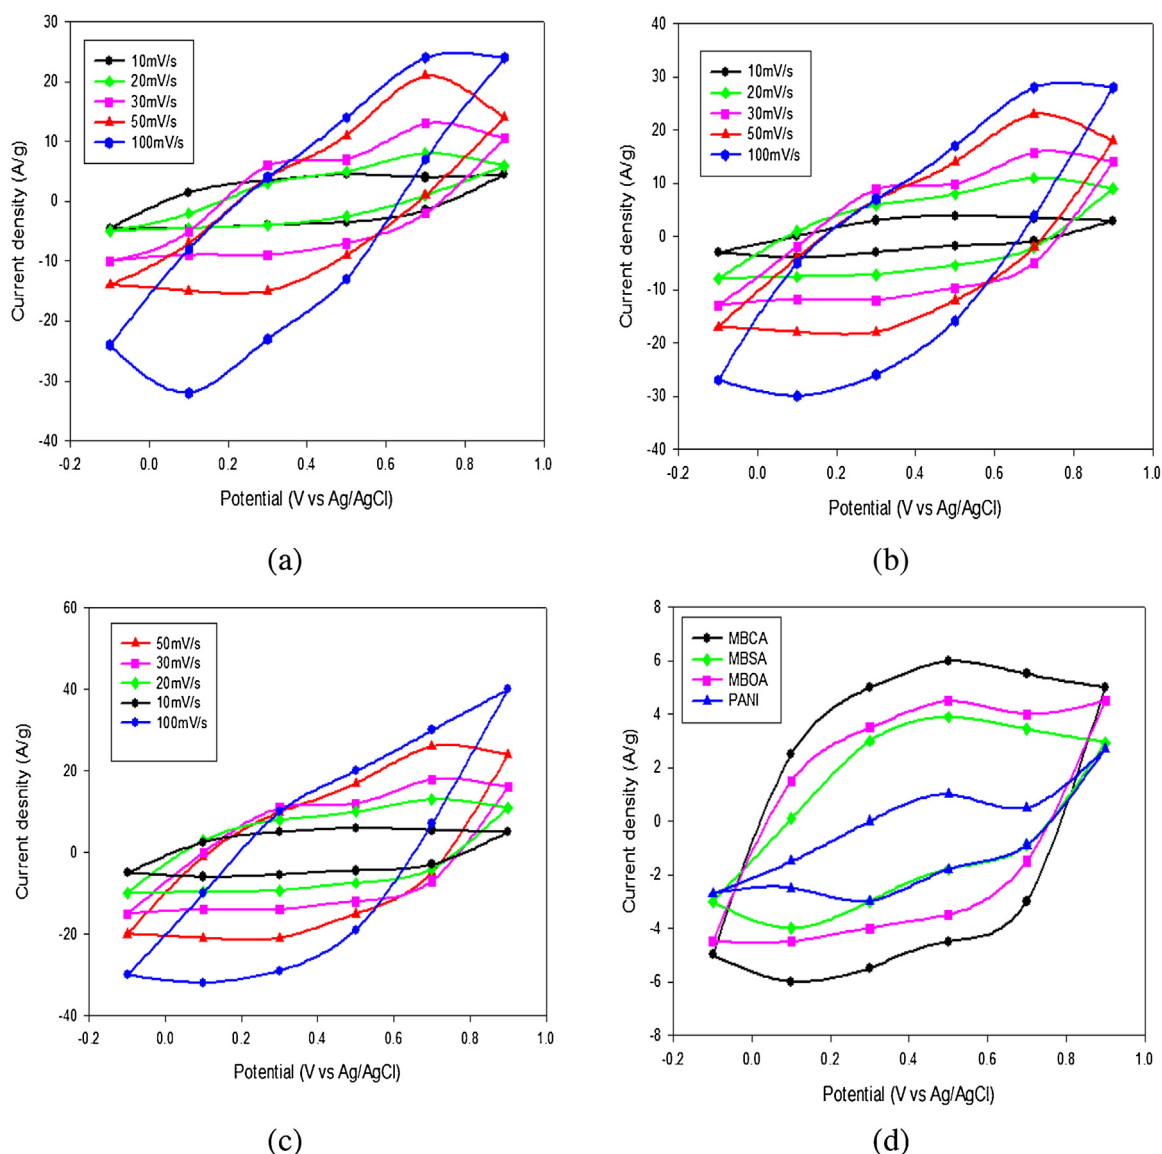 30
20
10
0
-10
-20
-30
-40
10mV/s
20mV/s
30mV/s
50mV/s
100mV/s
Current density (A/g)
-0.2 0.0 0.2 0.4 0.6 0.8 1.0
Potential (V vs Ag/AgCl)
(a)
40
30
20
10
0
-10
-20
-30
-40
10mV/s
20mV/s
30mV/s
50mV/s
100mV/s
Current density (A/g)
-0.2 0.0 0.2 0.4 0.6 0.8 1.0
Potential (V vs Ag/AgCl)
(b)
60
40
20
0
-20
-40
50mV/s
30mV/s
20mV/s
10mV/s
100mV/s
Current desnity (A/g)
-0.2 0.0 0.2 0.4 0.6 0.8 1.0
Potential (V vs Ag/AgCl)
(c)
8
6
4
2
0
-2
-4
-6
-8
MBCA
MBSA
MBOA
PANI
Current density (A/g)
-0.2 0.0 0.2 0.4 0.6 0.8 1.0
Potential (V vs Ag/AgCl)
(d)